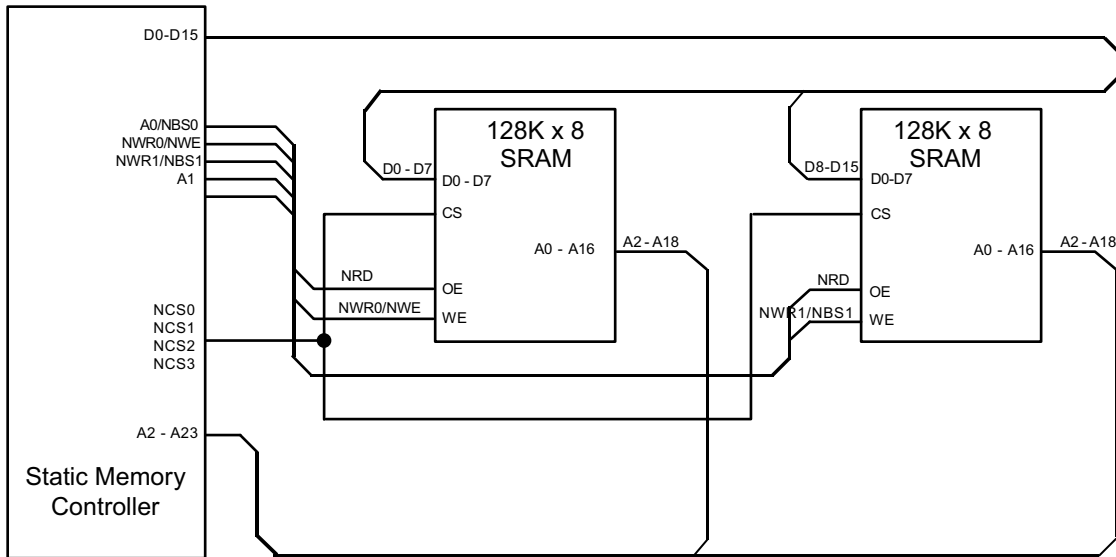 D0-D15
A0/NBS0
NWR0/NWE
NWR1/NBS1
A1
NCS0
NCS1
NCS2
NCS3
A2 - A23
Static Memory
Controller
128K x 8
SRAM
D0 - D7
D0 - D7
CS
A0 - A16
A2 - A18
NRD
OE
NWR0/NWE
WE
128K x 8
SRAM
D8-D15
D0-D7
CS
A0 - A16
A2 - A18
NRD
OE
NWR1/NBS1
WE